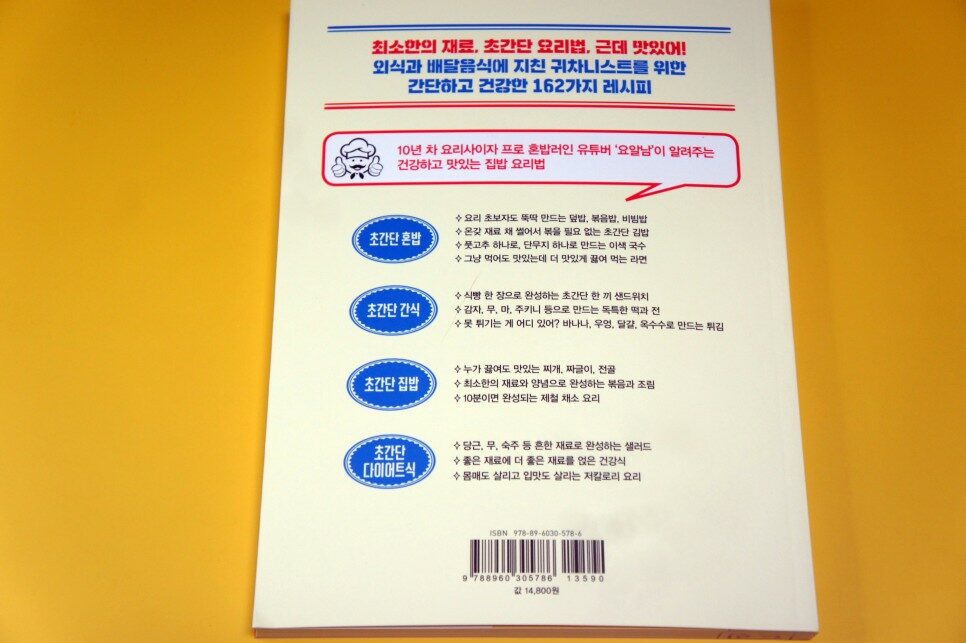 최소한의 재료, 초간단 요리법, 근데 맛있어!
외식과 배달음식에 지친 귀차니스트를 위한
간단하고 건강한 162가지 레시피
10년 차 요리사이자 프로 혼밥러인 유튜버 '요알남'이 알려주는
건강하고 맛있는 집밥 요리법
초간단 혼밥
✧ 요리 초보자도 뚝딱 만드는 덮밥, 볶음밥, 비빔밥
✧ 온갖 재료 채 썰어서 볶을 필요 없는 초간단 김밥
✧ 풋고추 하나로, 단무지 하나로 만드는 이색 국수
✧ 그냥 먹어도 맛있는데 더 맛있게 끓여 먹는 라면
초간단 간식
✧ 식빵 한 장으로 완성하는 초간단 한 끼 샌드위치
✧ 감자, 무, 마, 주키니 등으로 만드는 독특한 떡과 전
✧ 못 튀기는 게 어디 있어? 바나나, 우엉, 달걀, 옥수수로 만드는 튀김
초간단 집밥
✧ 누가 끓여도 맛있는 찌개, 짜글이, 전골
✧ 최소한의 재료와 양념으로 완성하는 볶음과 조림
✧ 10분이면 완성되는 제철 채소 요리
초간단
다이어트식
✧ 당근, 무, 숙주 등 흔한 재료로 완성하는 샐러드
✧ 좋은 재료에 더 좋은 재료를 얹은 건강식
✧ 몸매도 살리고 입맛도 살리는 저칼로리 요리
ISBN 978-89-6030-578-6
9 788960 305786 13590
값 14,800원